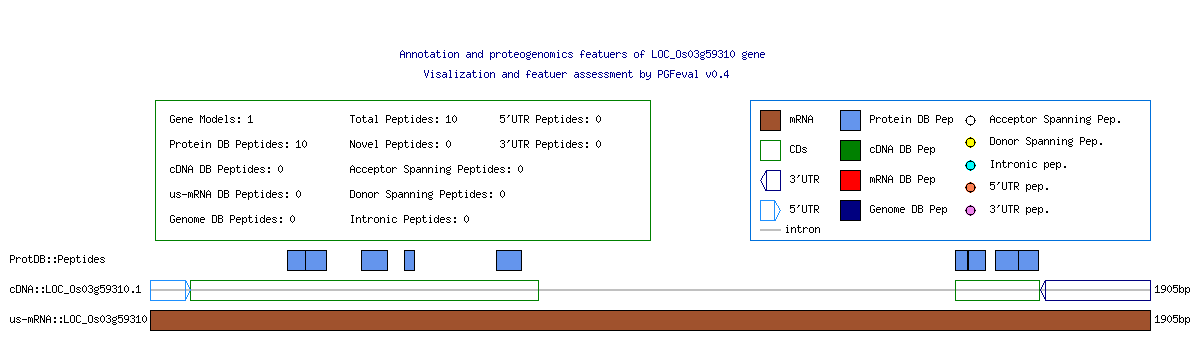 Annotation and proteogenomics featuers of LOC_Os03g59310 gene
Visalization and featuer assessment by PGFeval v0.4
Gene Models: 1 Total Peptides: 10 5'UTR Peptides: 0
Protein DB Peptides: 10 Novel Peptides: 0 3'UTR Peptides: 0
cDNA DB Peptides: 0 Acceptor Spanning Peptides: 0
us-mRNA DB Peptides: 0 Donor Spanning Peptides: 0
Genome DB Peptides: 0 Intronic Peptides: 0
mRNA Protein DB Pep Acceptor Spanning Pep.
CDs cDNA DB Pep Donor Spanning Pep.
3'UTR mRNA DB Pep Intronic pep.
5'UTR Genome DB Pep 5'UTR pep.
3'UTR pep.
intron
ProtDB::Peptides
cDNA::LOC_Os03g59310.1 1905bp
us-mRNA::LOC_Os03g59310 1905bp